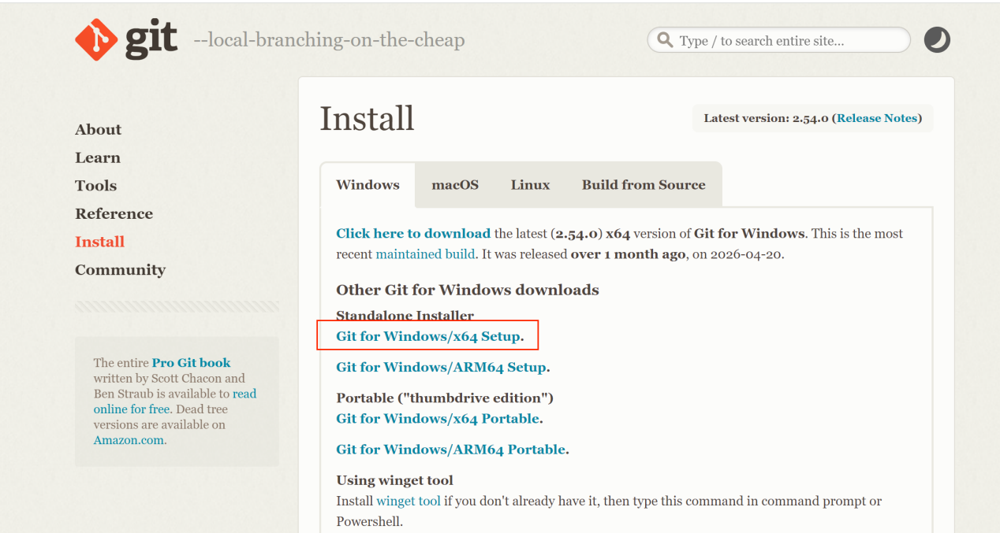 git --local-branching-on-the-cheap
Type / to search entire site...
About
Learn
Tools
Reference
Install
Community
The entire Pro Git book
written by Scott Chacon and
Ben Straub is available to read
online for free. Dead tree
versions are available on
Amazon.com.
Install
Latest version: 2.54.0 (Release Notes)
Windows macOS Linux Build from Source
Click here to download the latest (2.54.0) x64 version of Git for Windows. This is the most
recent maintained build. It was released over 1 month ago, on 2026-04-20.
Other Git for Windows downloads
Standalone Installer
Git for Windows/x64 Setup.
Git for Windows/ARM64 Setup.
Portable ("thumbdrive edition")
Git for Windows/x64 Portable.
Git for Windows/ARM64 Portable.
Using winget tool
Install winget tool if you don't already have it, then type this command in command prompt or
Powershell.